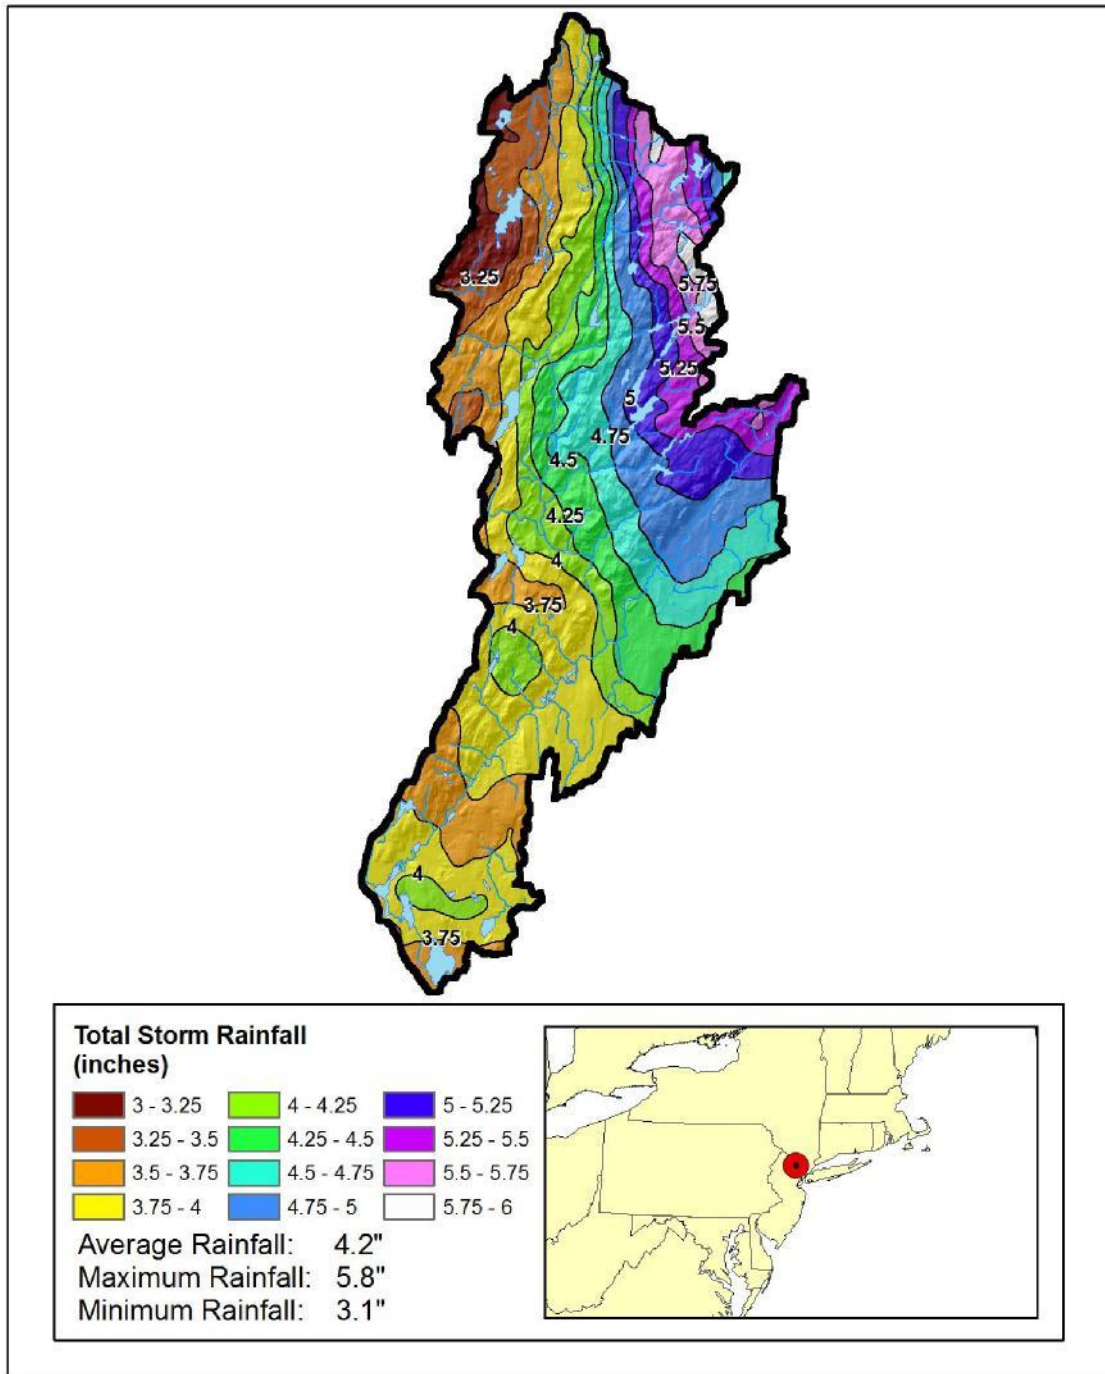 3.25
5.75
5.5
5.25
5
4.75
4.5
4.25
4
3.75
4
4
3.75
Total Storm Rainfall
(inches)
3 - 3.25
4 - 4.25
5 - 5.25
3.25 - 3.5
4.25 - 4.5
5.25 - 5.5
3.5 - 3.75
4.5 - 4.75
5.5 - 5.75
3.75 - 4
4.75 - 5
5.75 - 6
Average Rainfall: 4.2"
Maximum Rainfall: 5.8"
Minimum Rainfall: 3.1"